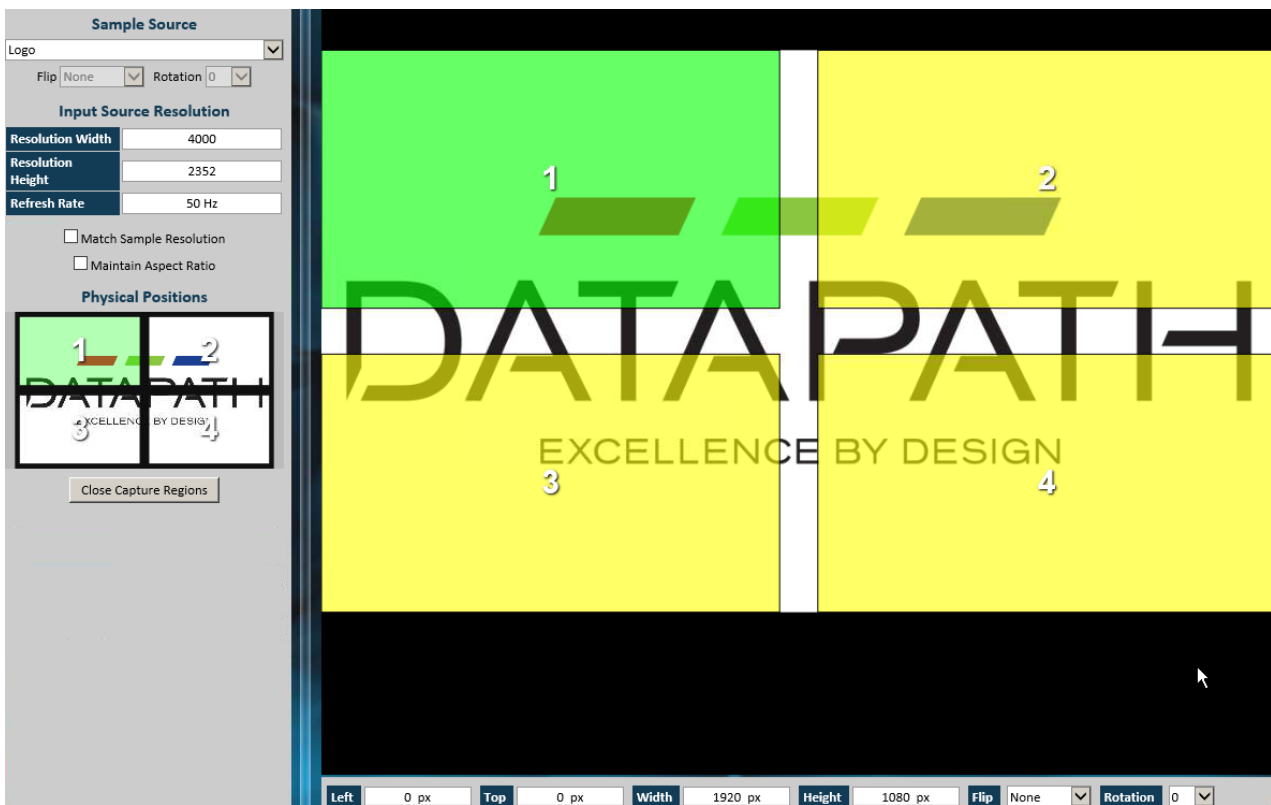 Sample Source
Logo
Flip None Rotation 0
Input Source Resolution
Resolution Width 4000
Resolution
Height 2352
Refresh Rate 50 Hz
Match Sample Resolution
Maintain Aspect Ratio
Physical Positions
1 2
DATAPATH
EXCELLENCE BY DESIGN
3 4
Close Capture Regions
1 2
DATAPATH
EXCELLENCE BY DESIGN
3 4
Left 0 px Top 0 px Width 1920 px Height 1080 px Flip None Rotation 0